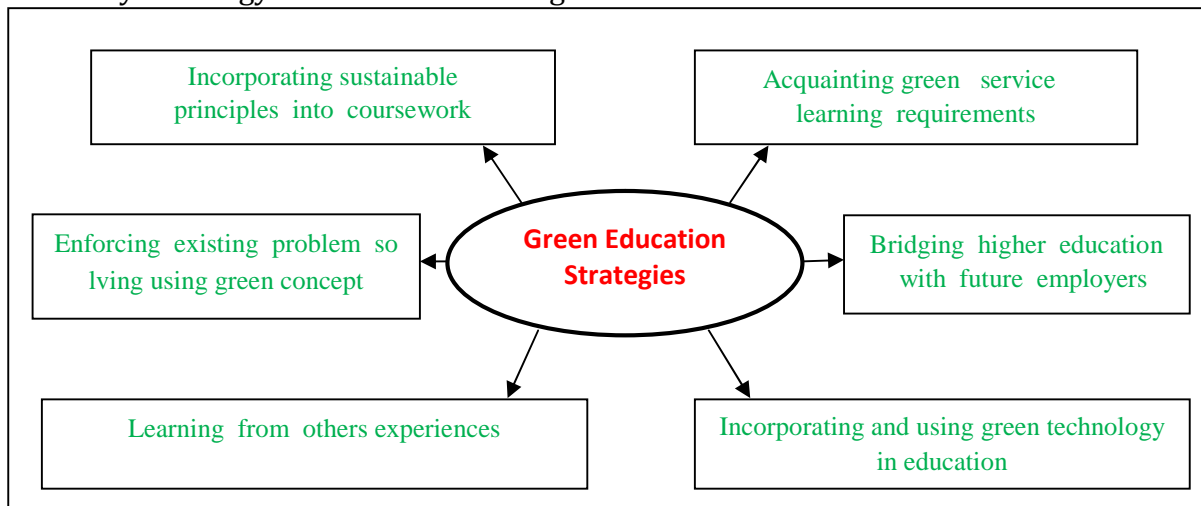 Incorporating sustainable
principles into coursework
Acquainting green service
learning requirements
Green Education
Strategies
Enforcing existing problem so
lving using green concept
Bridging higher education
with future employers
Learning from others experiences
Incorporating and using green technology
in education